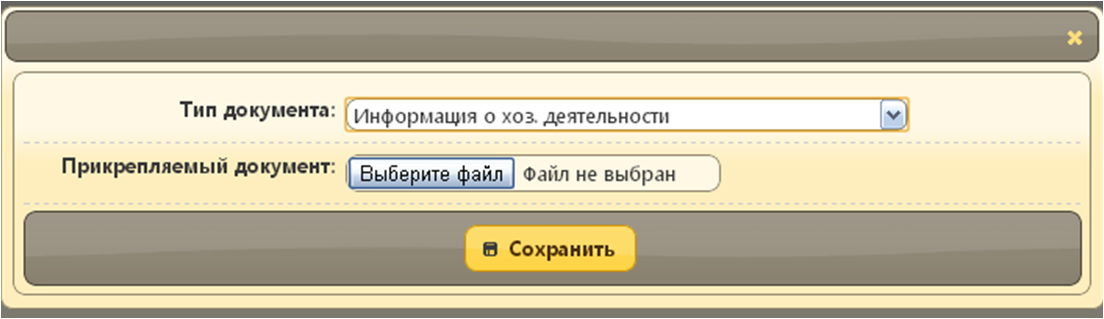 Тип документа: Информация о хоз. деятельности
Прикрепляемый документ: Выберите файл Файл не выбран
Сохранить